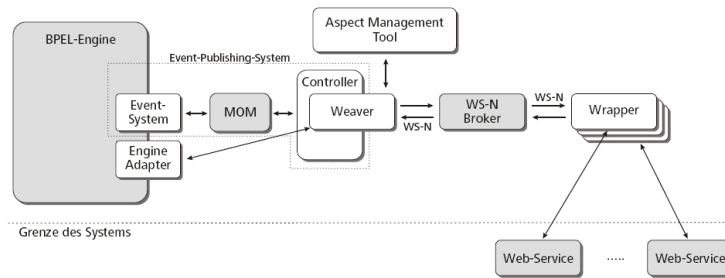 Aspect Management
Tool
BPEL-Engine
Event-Publishing-System
Controller
Event-
System
MOM
Weaver
WS-N
WS-N
Broker
WS-N
Wrapper
Engine
Adapter
Grenze des Systems
Web-Service
.....
Web-Service